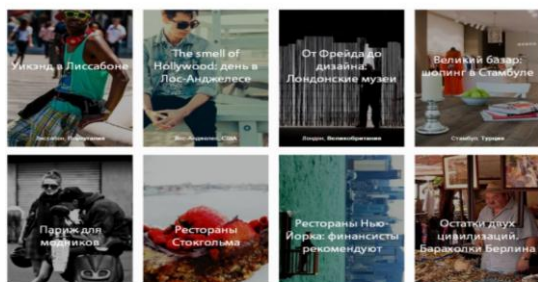 Уикэнд в Лиссабоне
The smell of
Hollywood: день в
Лос-Анджелесе
От Фрейда до
дизайна:
Лондонские музеи
Великий базар:
шопинг в Стамбуле
Лиссабон, Португалия
Лос-Анджелес, США
Лондон, Великобритания
Стамбул, Турция
Париж для
модников
Рестораны
Стокгольма
Рестораны Нью-
Йорка: финансисты
рекомендуют
Остатки двух
цивилизаций.
Барахолки Берлина